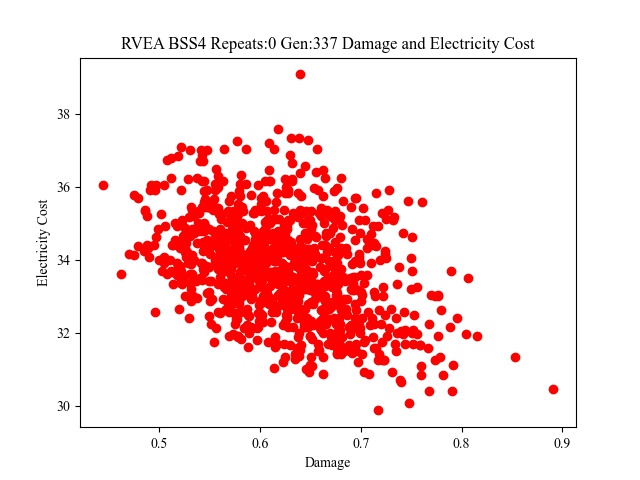 RVEA BSS4 Repeats:0 Gen:337 Damage and Electricity Cost
Electricity Cost
38
36
34
32
30
0.5 0.6 0.7 0.8 0.9
Damage